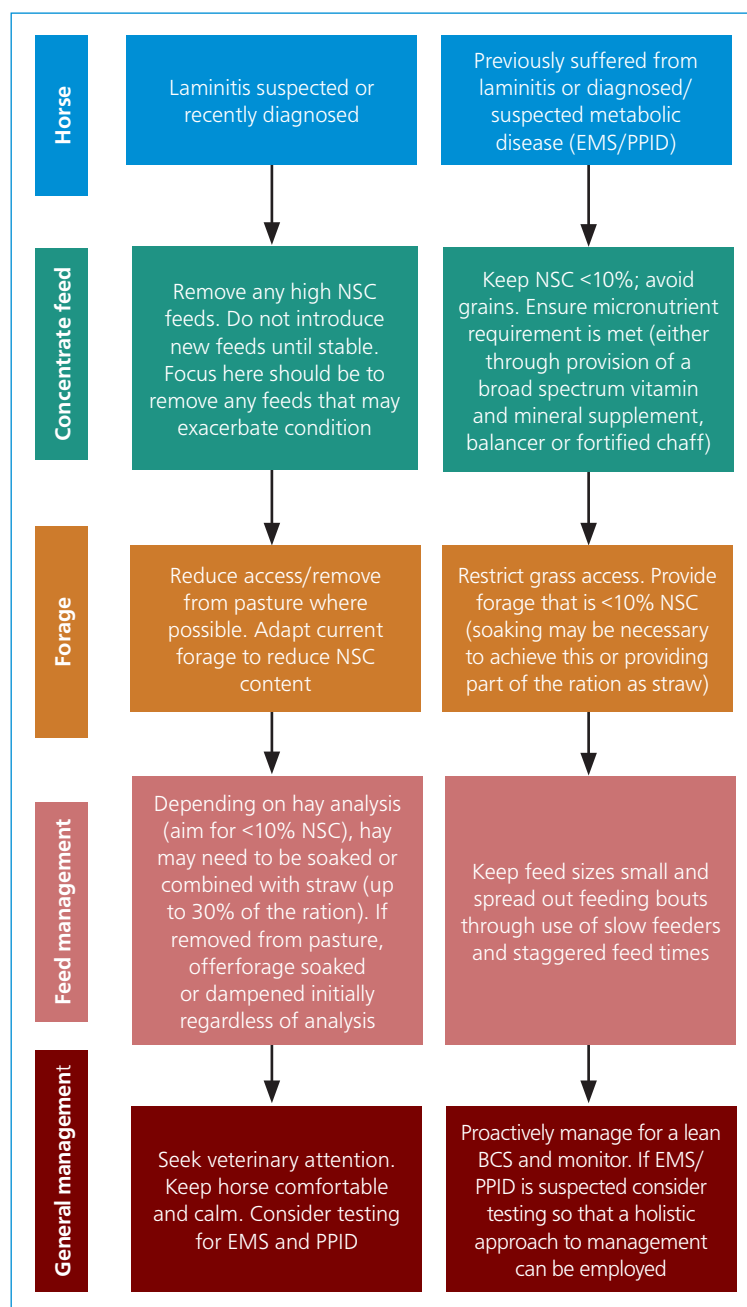 Horse
Laminitis suspected or
recently diagnosed
Previously suffered from
laminitis or diagnosed/
suspected metabolic
disease (EMS/PPID)
Concentrate feed
Remove any high NSC
feeds. Do not introduce
new feeds until stable.
Focus here should be to
remove any feeds that may
exacerbate condition
Keep NSC <10%; avoid
grains. Ensure micronutrient
requirement is met (either
through provision of a
broad spectrum vitamin
and mineral supplement,
balancer or fortified chaff)
Forage
Reduce access/remove
from pasture where
possible. Adapt current
forage to reduce NSC
content
Restrict grass access. Provide
forage that is <10% NSC
(soaking may be necessary
to achieve this or providing
part of the ration as straw)
Feed management
Depending on hay analysis
(aim for <10% NSC), hay
may need to be soaked or
combined with straw (up
to 30% of the ration). If
removed from pasture,
offerforage soaked
or dampened initially
regardless of analysis
Keep feed sizes small and
spread out feeding bouts
through use of slow feeders
and staggered feed times
General management
Seek veterinary attention.
Keep horse comfortable
and calm. Consider testing
for EMS and PPID
Proactively manage for a lean
BCS and monitor. If EMS/
PPID is suspected consider
testing so that a holistic
approach to management
can be employed